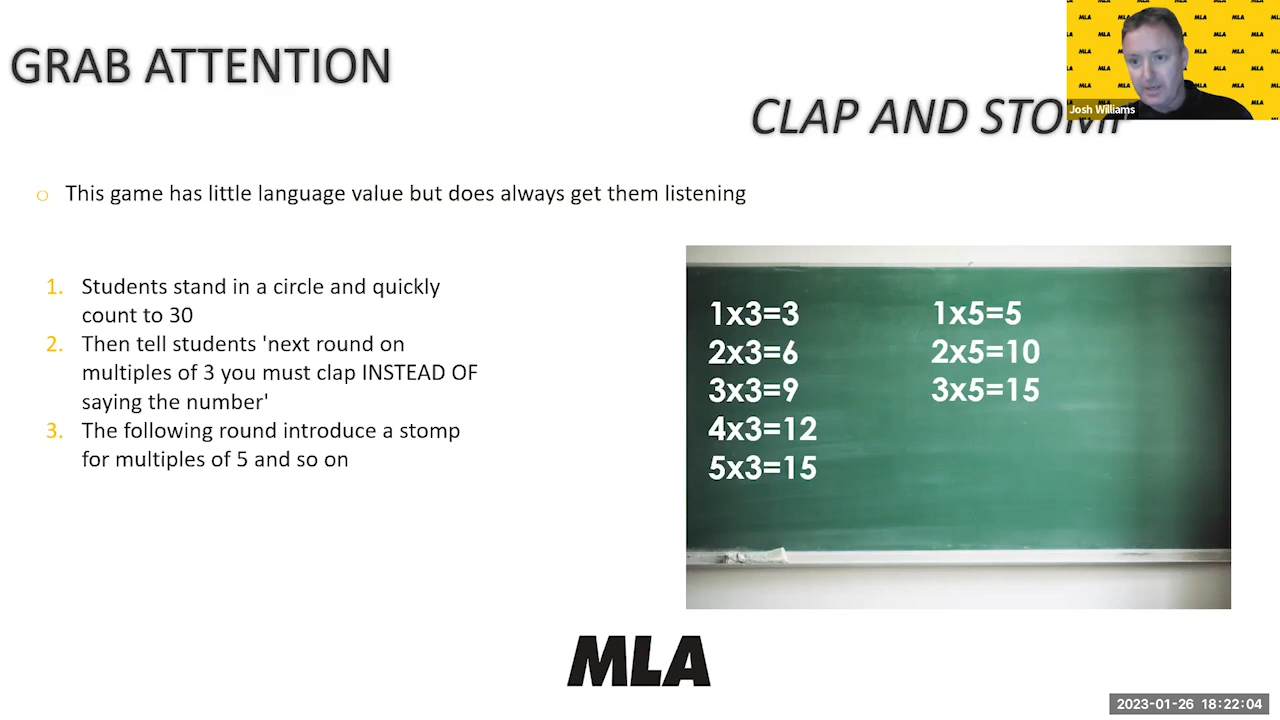 GRAB ATTENTION
CLAP AND STOMP
Josh Williams
MLA
o This game has little language value but does always get them listening
1. Students stand in a circle and quickly
count to 30
2. Then tell students 'next round on
multiples of 3 you must clap INSTEAD OF
saying the number'
3. The following round introduce a stomp
for multiples of 5 and so on
1x3=3
2x3=6
3x3=9
4x3=12
5x3=15
1x5=5
2x5=10
3x5=15
MLA
2023-01-26 18:22:04